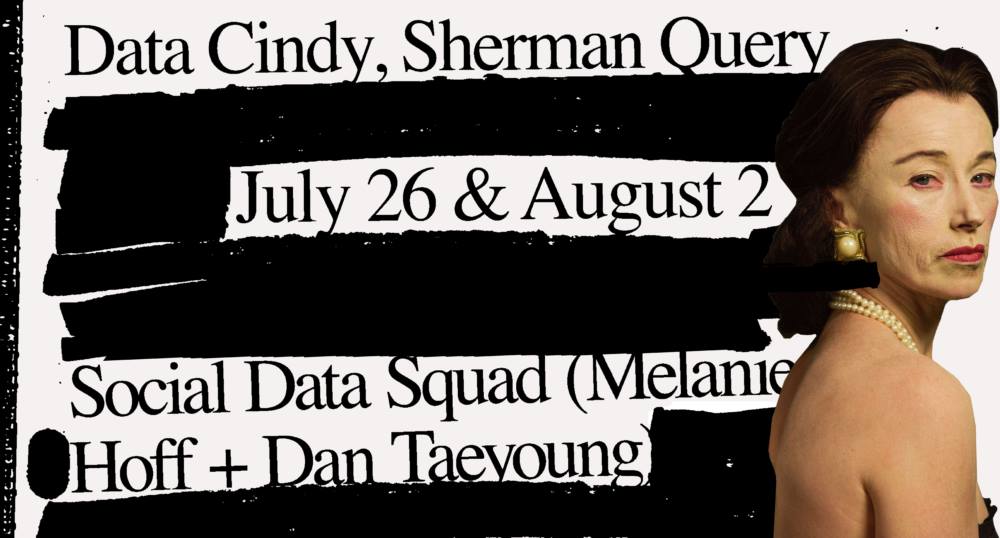 Data Cindy, Sherman Query
July 26 & August 2
Social Data Squad (Melanie
Hoff + Dan Taeyoung)